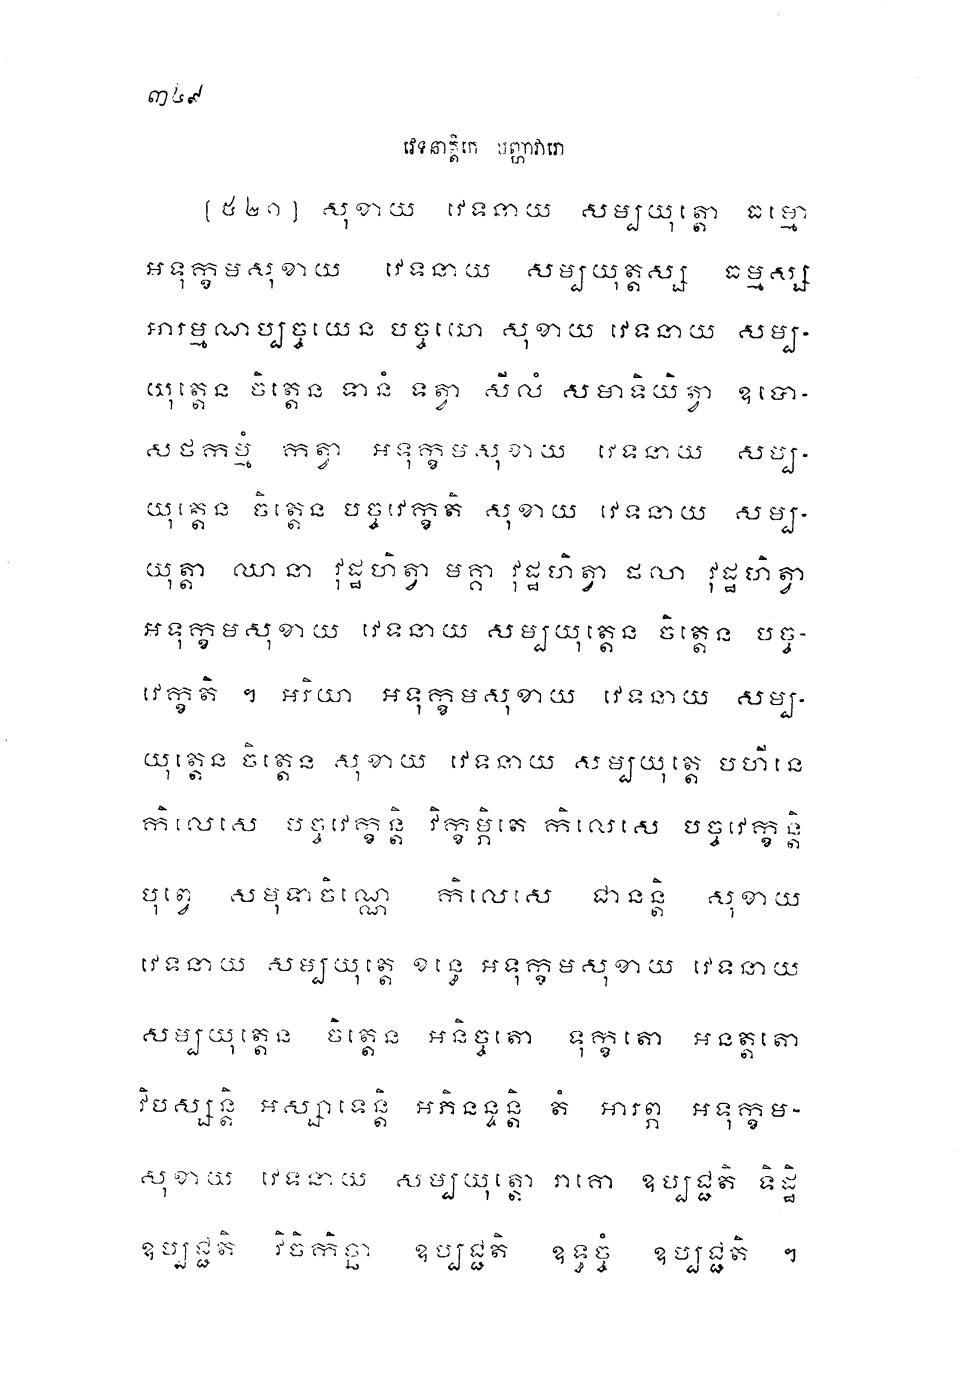 ៣៤៩
វេទនាត្តិកេ បញ្ហាវារោ
[៥២១] សុខាយ វេទនាយ សម្បយុត្តោ ធម្មោ
អទុក្ខមសុខាយ វេទនាយ សម្បយុត្តស្ស ធម្មស្ស
អារម្មណប្បច្ចយេន បច្ចយោ សុខាយ វេទនាយ សម្ប-
យុត្តេន ចិត្តេន ទានំ ទត្វា សីលំ សមាទិយិត្វា ឧបោ-
សថកម្មំ កត្វា អទុក្ខមសុខាយ វេទនាយ សម្ប-
យុត្តេន ចិត្តេន បច្ចវេក្ខតិ សុខាយ វេទនាយ សម្ប-
យុត្តា ឈានា វុដ្ឋហិត្វា មគ្គា វុដ្ឋហិត្វា ផលា វុដ្ឋហិត្វា
អទុក្ខមសុខាយ វេទនាយ សម្បយុត្តេន ចិត្តេន បច្ច-
វេក្ខតិ ។ អរិយា អទុក្ខមសុខាយ វេទនាយ សម្ប-
យុត្តេន ចិត្តេន សុខាយ វេទនាយ សម្បយុត្តេ បហីនេ
កិលេសេ បច្ចវេក្ខន្តិ វិក្ខម្ភិតេ កិលេសេ បច្ចវេក្ខន្តិ
បុព្វេ សមុទាចិណ្ណេ កិលេសេ ជានន្តិ សុខាយ
វេទនាយ សម្បយុត្តេ ខន្ធេ អទុក្ខមសុខាយ វេទនាយ
សម្បយុត្តេន ចិត្តេន អនិច្ចតោ ទុក្ខតោ អនត្តតោ
វិបស្សន្តិ អស្សាទេន្តិ អភិនន្ទន្តិ តំ អារព្ភ អទុក្ខម-
សុខាយ វេទនាយ សម្បយុត្តោ រាគោ ឧប្បជ្ជតិ ទិដ្ឋិ
ឧប្បជ្ជតិ វិចិកិច្ឆា ឧប្បជ្ជតិ ឧទ្ធច្ចំ ឧប្បជ្ជតិ ។